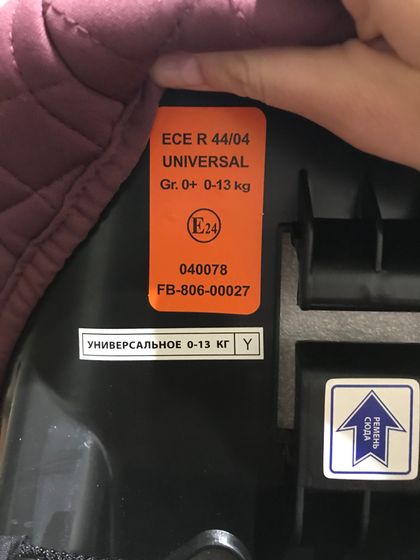 ECE R 44/04
UNIVERSAL
Gr. 0+ 0-13 kg
E24
040078
FB-806-00027
УНИВЕРСАЛЬНОЕ 0-13 КГ Y
РЕМЕНЬ
СЮДА